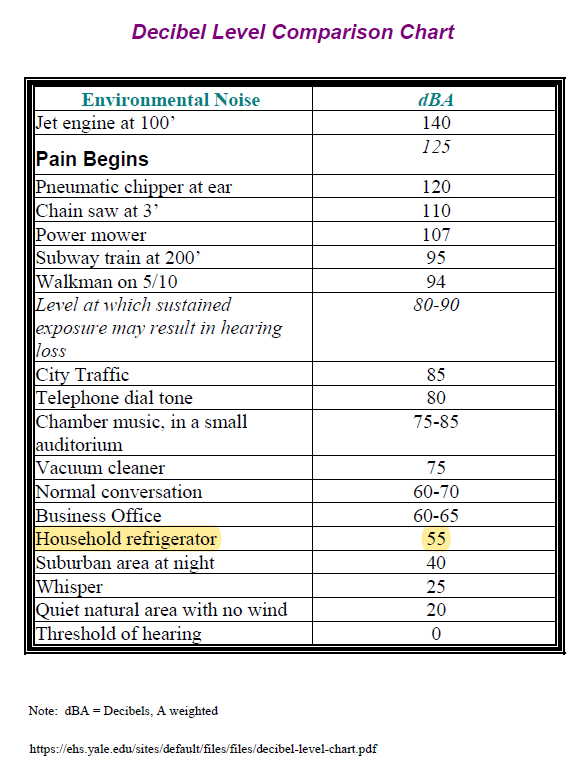 Decibel Level Comparison Chart
Environmental Noise dBA
Jet engine at 100’ 140
Pain Begins 125
Pneumatic chipper at ear 120
Chain saw at 3’ 110
Power mower 107
Subway train at 200’ 95
Walkman on 5/10 94
Level at which sustained 80-90
exposure may result in hearing
loss
City Traffic 85
Telephone dial tone 80
Chamber music, in a small 75-85
auditorium
Vacuum cleaner 75
Normal conversation 60-70
Business Office 60-65
Household refrigerator 55
Suburban area at night 40
Whisper 25
Quiet natural area with no wind 20
Threshold of hearing 0
Note: dBA = Decibels, A weighted
https://ehs.yale.edu/sites/default/files/files/decibel-level-chart.pdf